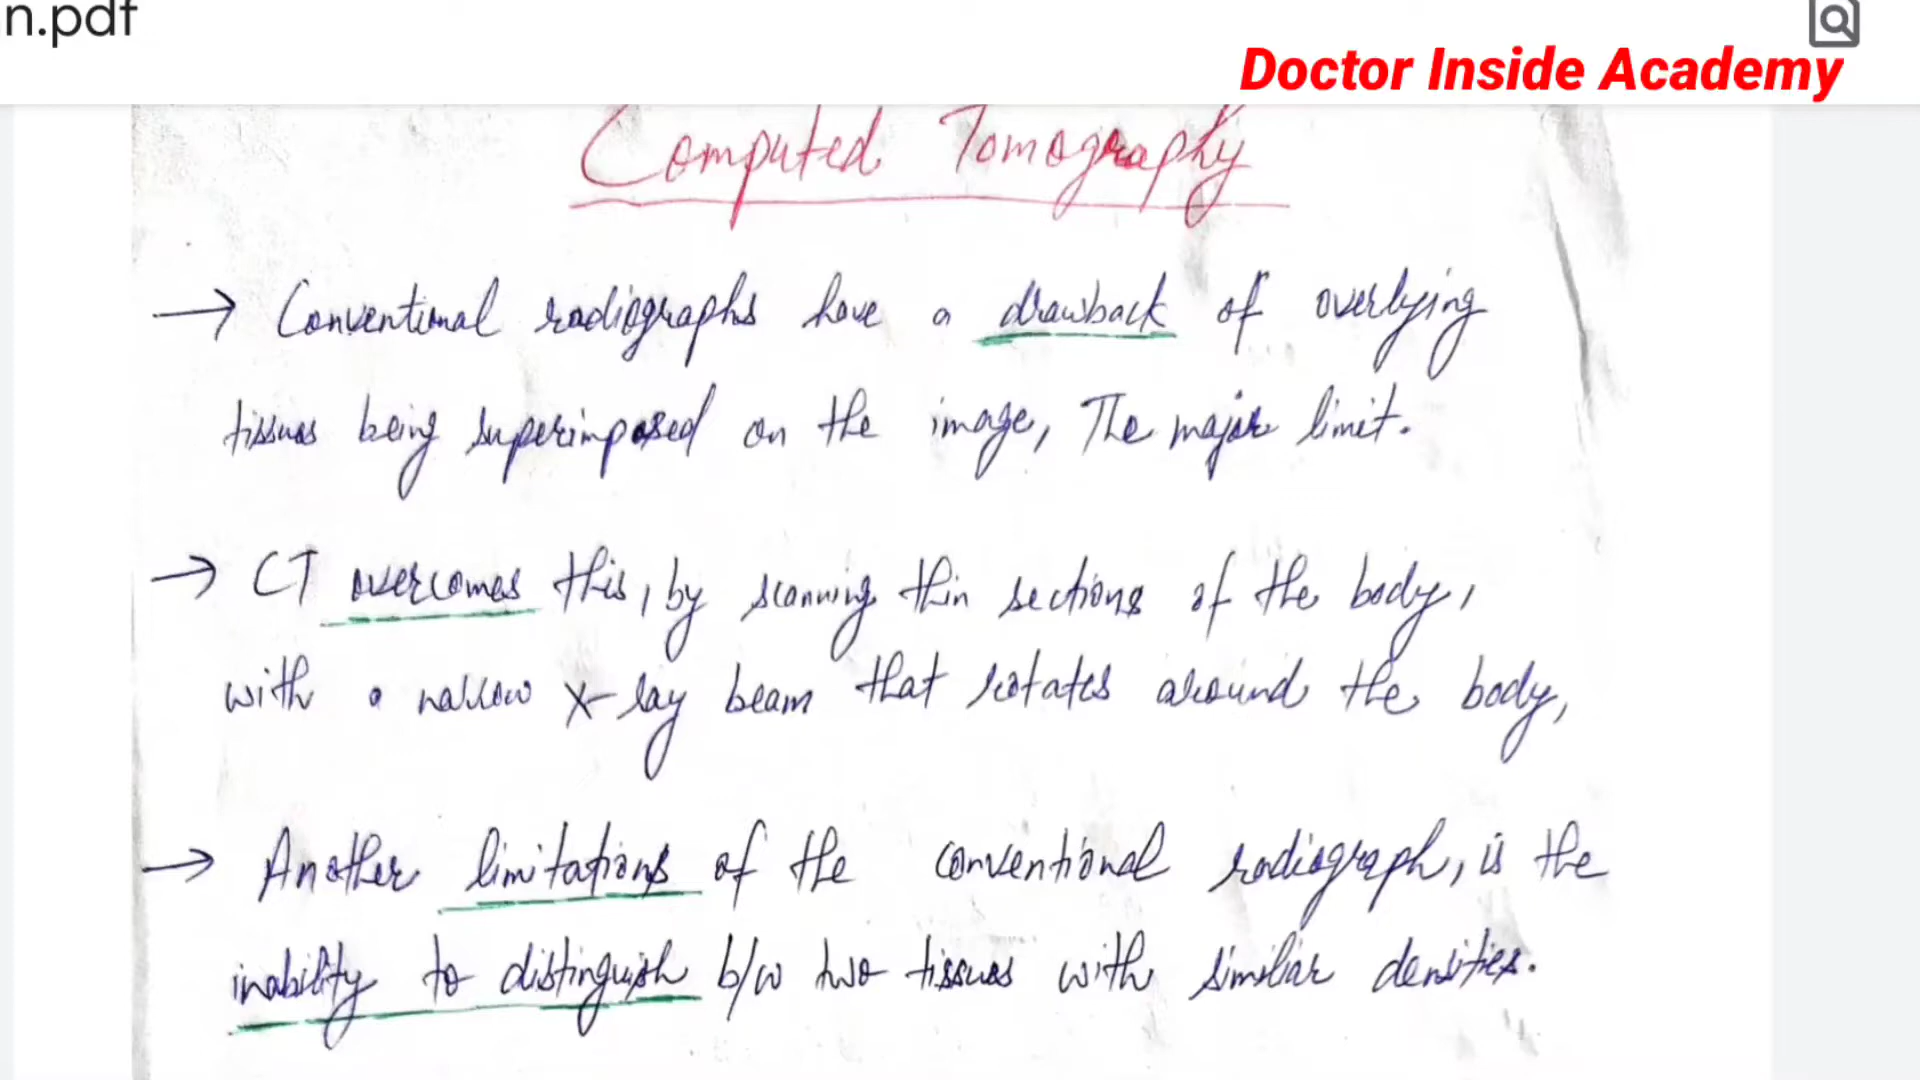 n.pdf
Doctor Inside Academy
Computed Tomography
→ Conventional radiographs have a drawback of overlying
tissues being superimposed on the image, The major limit.
→ CT overcomes this, by scanning thin sections of the body,
with a narrow X-ray beam that rotates around the body,
→ Another limitations of the conventional radiograph, is the
inability to distinguish b/w two tissues with similiar densities.